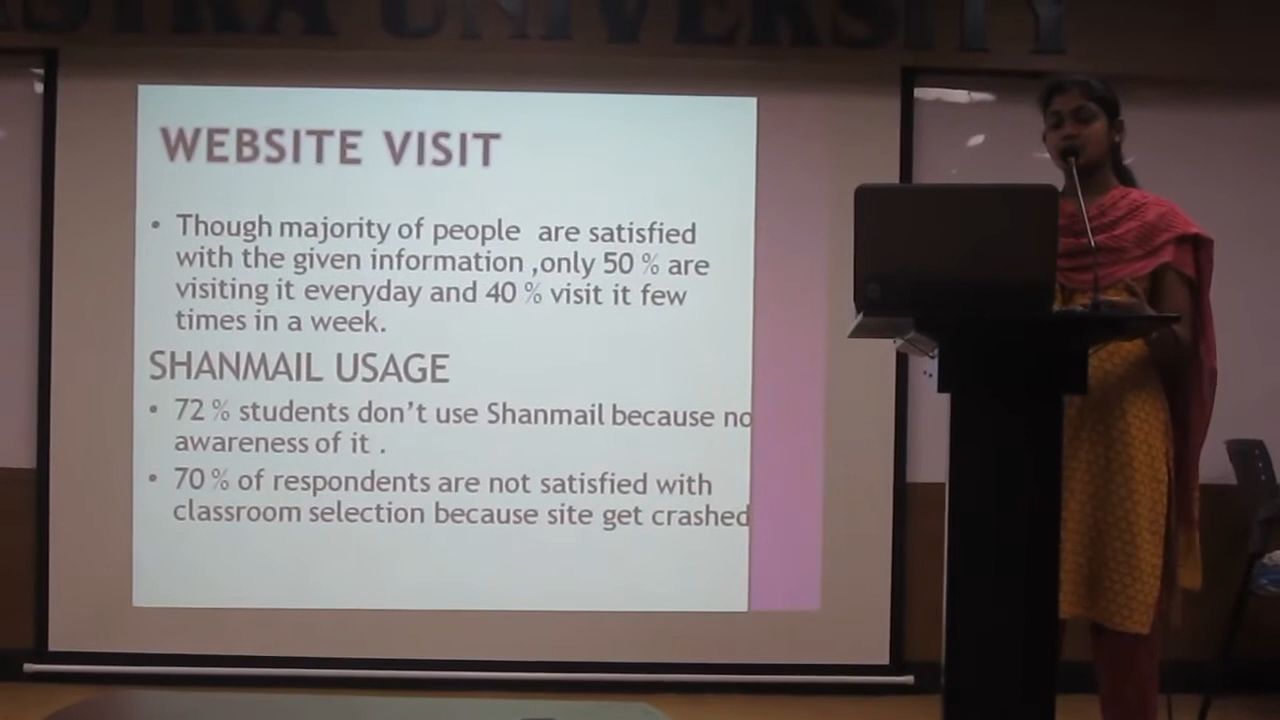 ASTRA UNIVERSITY
WEBSITE VISIT
• Though majority of people are satisfied
with the given information ,only 50 % are
visiting it everyday and 40 % visit it few
times in a week.
SHANMAIL USAGE
• 72 % students don’t use Shanmail because no
awareness of it .
• 70 % of respondents are not satisfied with
classroom selection because site get crashed